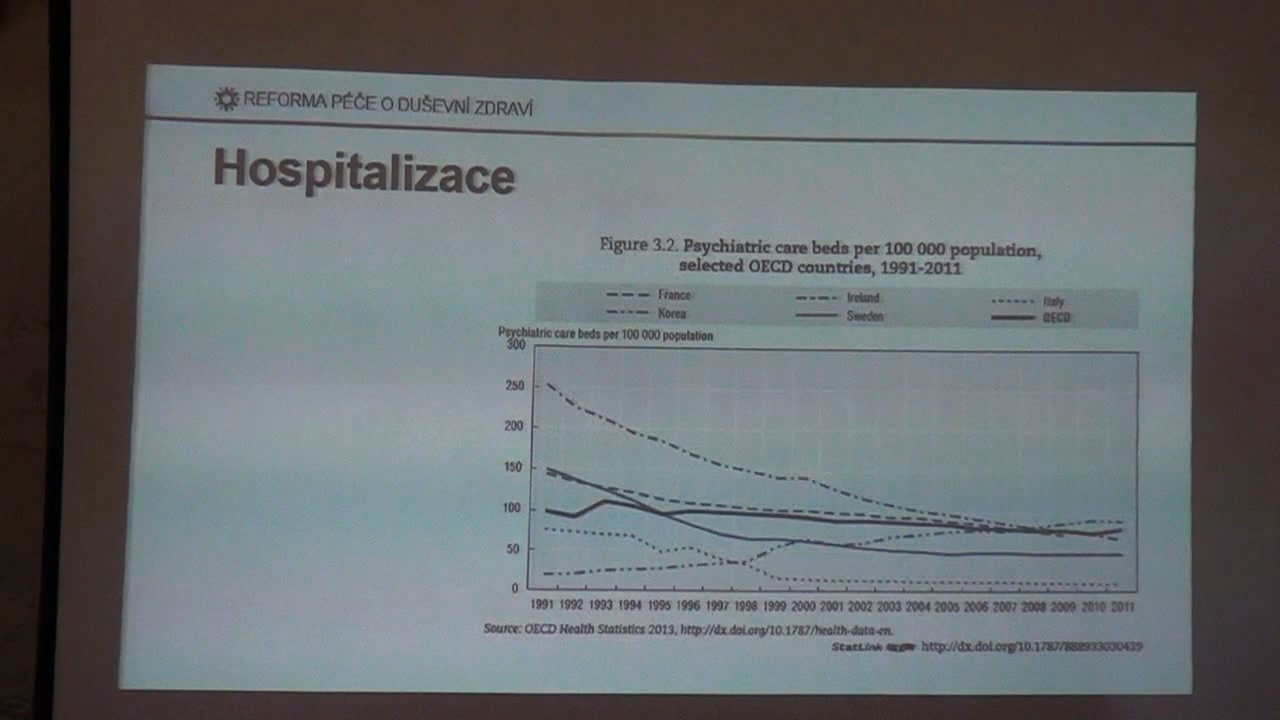 REFORMA PÉČE O DUŠEVNÍ ZDRAVÍ
Hospitalizace
Figure 3.2. Psychiatric care beds per 100 000 population,
selected OECD countries, 1991-2011
France Ireland Italy
Korea Sweden OECD
Psychiatric care beds per 100 000 population
300
250
200
150
100
50
0
1991 1992 1993 1994 1995 1996 1997 1998 1999 2000 2001 2002 2003 2004 2005 2006 2007 2008 2009 2010 2011
Source: OECD Health Statistics 2013, http://dx.doi.org/10.1787/health-data-en.
StatLink http://dx.doi.org/10.1787/888933030439